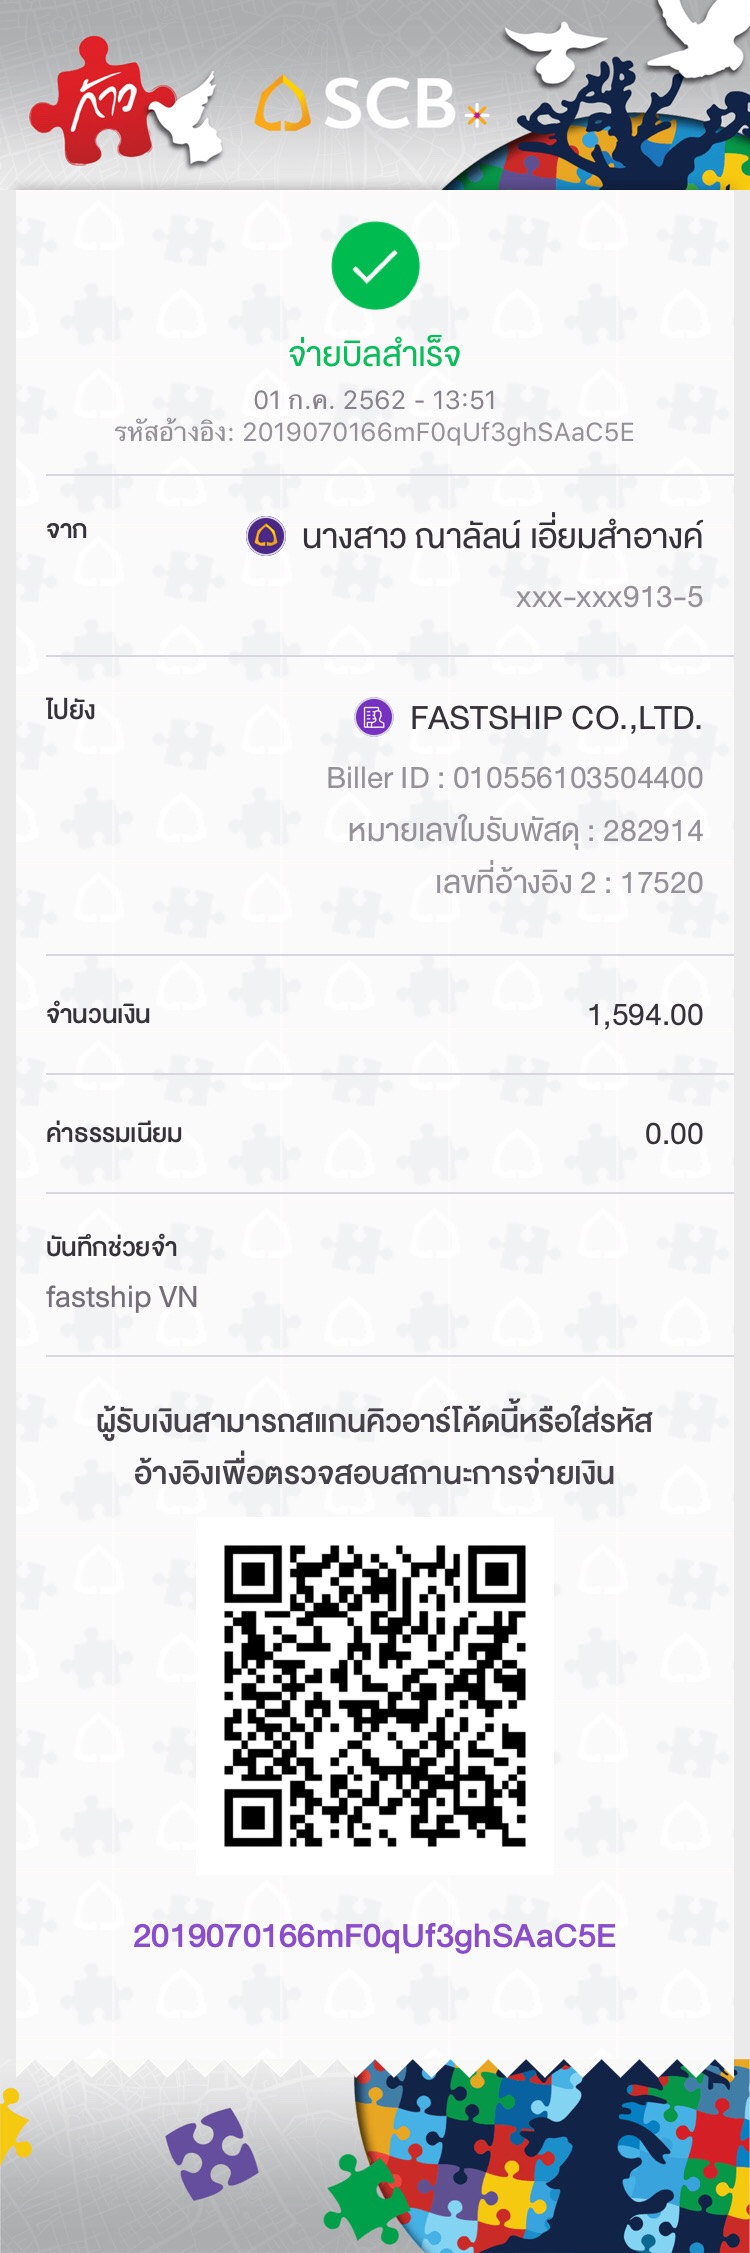 ก้าว
SCB
จ่ายบิลสำเร็จ
01 ก.ค. 2562 - 13:51
รหัสอ้างอิง: 2019070166mF0qUf3ghSAaC5E
จาก
นางสาว ณาลัลน์ เอี่ยมสำอางค์
xxx-xxx913-5
ไปยัง
FASTSHIP CO.,LTD.
Biller ID : 010556103504400
หมายเลขใบรับพัสดุ : 282914
เลขที่อ้างอิง 2 : 17520
จำนวนเงิน 1,594.00
ค่าธรรมเนียม 0.00
บันทึกช่วยจำ
fastship VN
ผู้รับเงินสามารถสแกนคิวอาร์โค้ดนี้หรือใส่รหัส
อ้างอิงเพื่อตรวจสอบสถานะการจ่ายเงิน
2019070166mF0qUf3ghSAaC5E